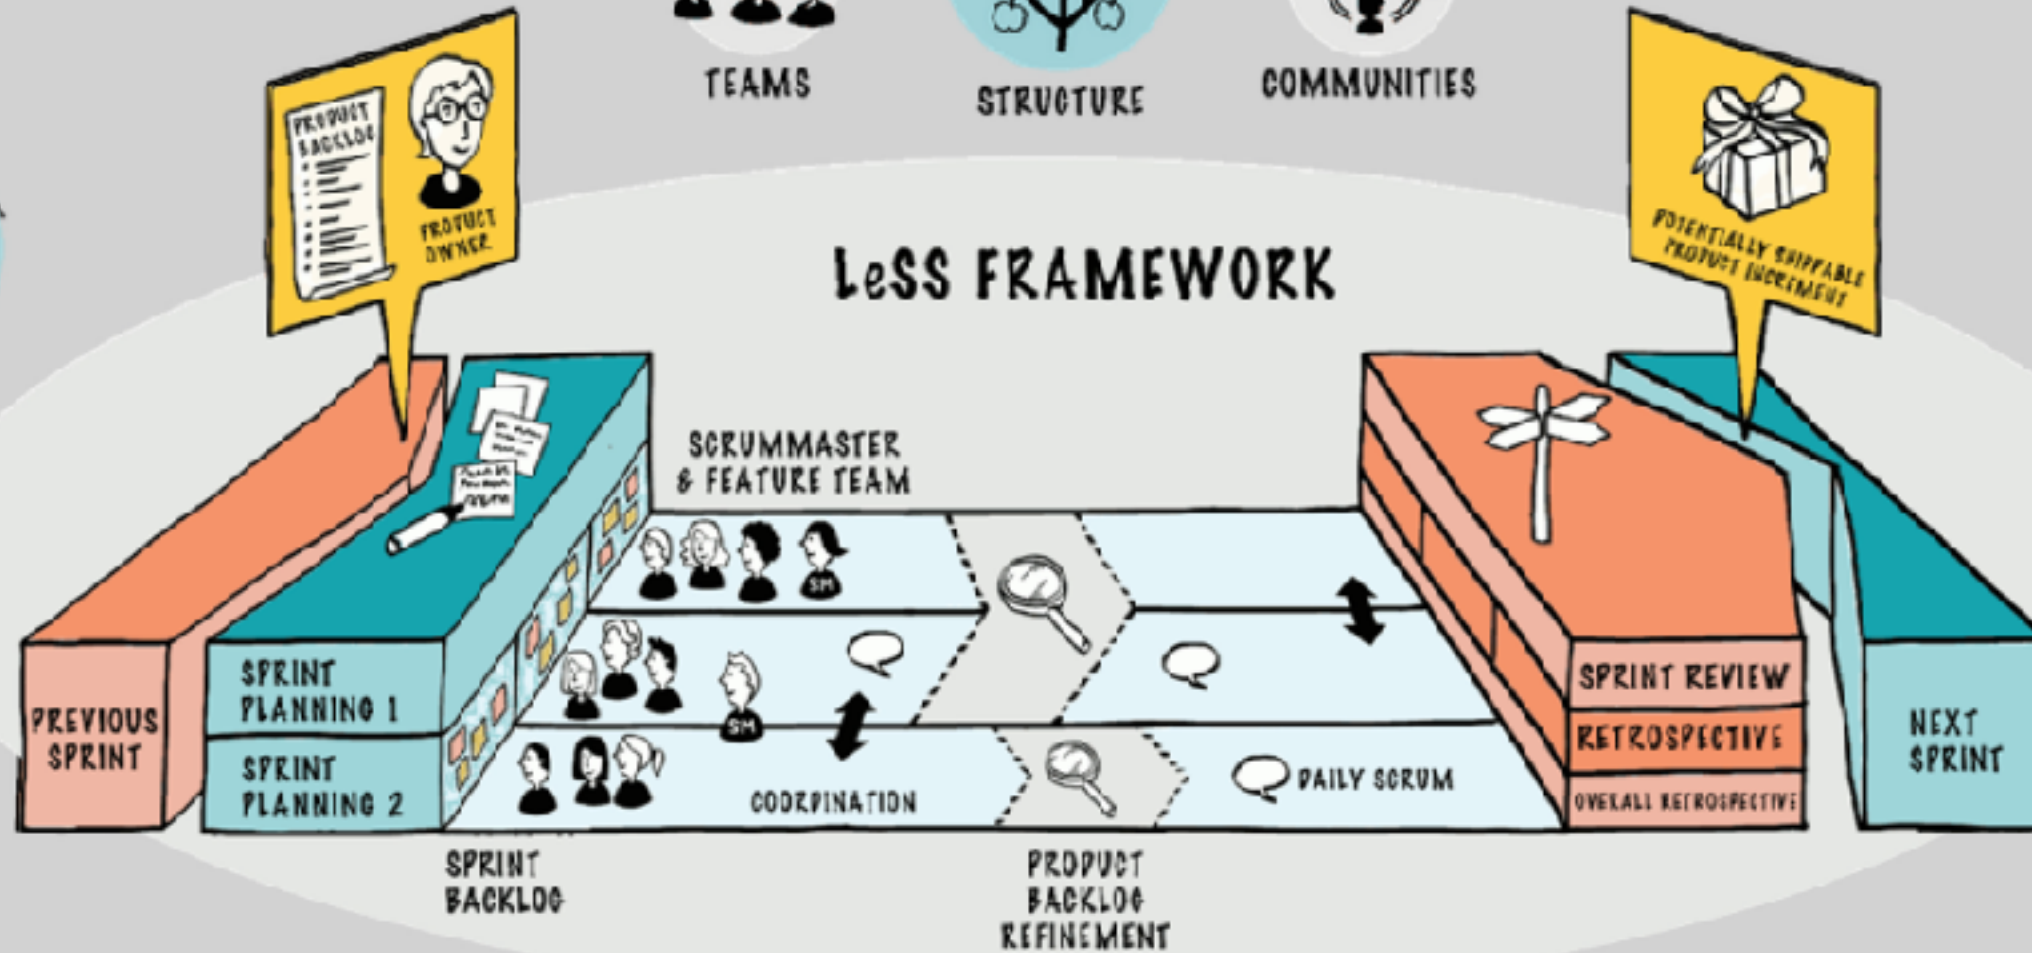 TEAMS
STRUCTURE
COMMUNITIES
PRODUCT
BACKLOG
PRODUCT
OWNER
POTENTIALLY SHIPPABLE
PRODUCT INCREMENT
LeSS FRAMEWORK
SCRUMMASTER
& FEATURE TEAM
SM
SM
PREVIOUS
SPRINT
SPRINT
PLANNING 1
SPRINT
PLANNING 2
COORDINATION
DAILY SCRUM
SPRINT REVIEW
RETROSPECTIVE
OVERALL RETROSPECTIVE
NEXT
SPRINT
SPRINT
BACKLOG
PRODUCT
BACKLOG
REFINEMENT